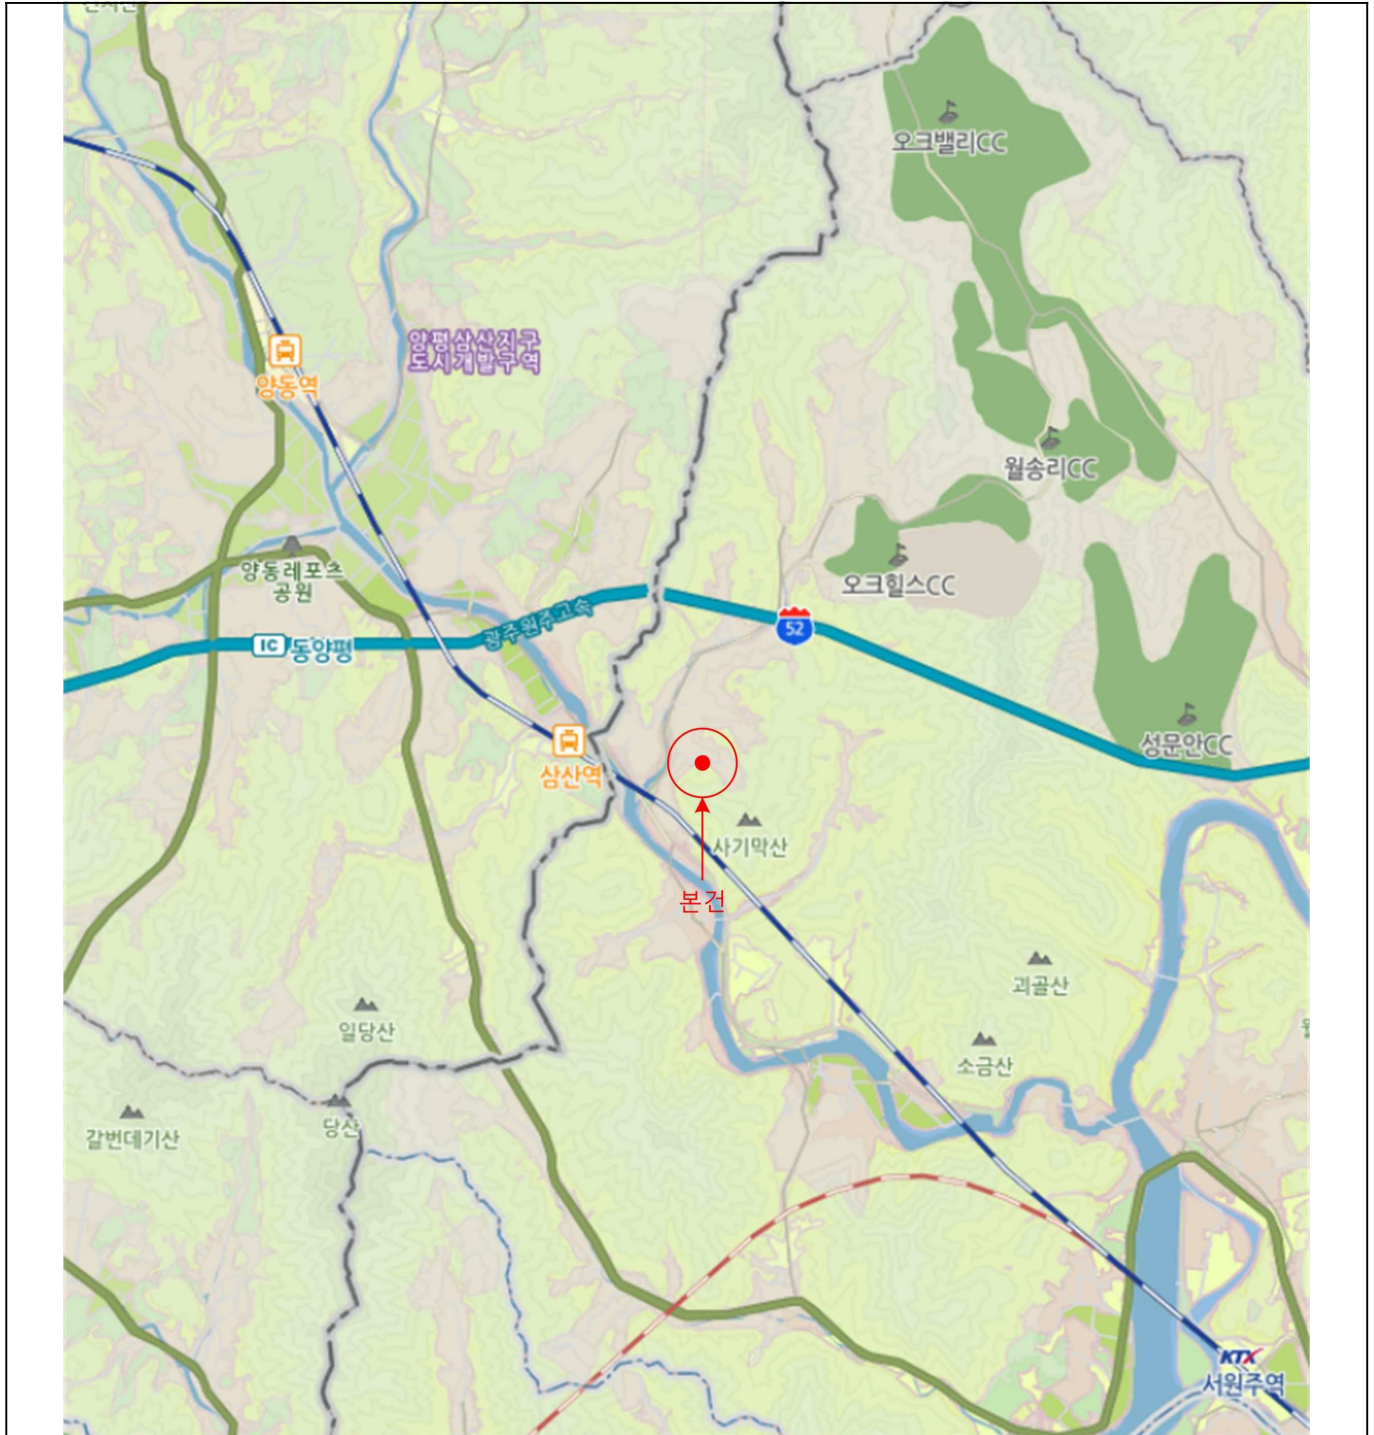 오크밸리CC
양평삼산지구
도시개발구역
양동역
월송리CC
양동레포츠
공원
오크힐스CC
광주원주고속
52
IC 동양평
성문안CC
삼산역
사기막산
본건
괴골산
일당산
소금산
갈번데기산
당산
KTX
서원주역